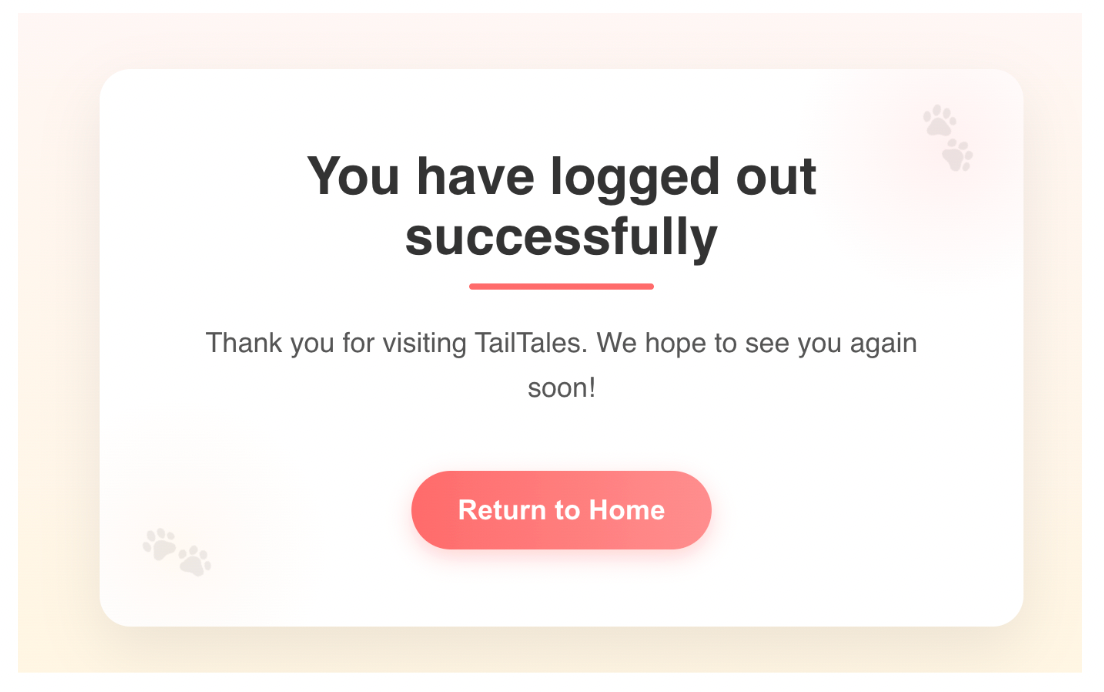 You have logged out
successfully
Thank you for visiting TailTales. We hope to see you again
soon!
Return to Home